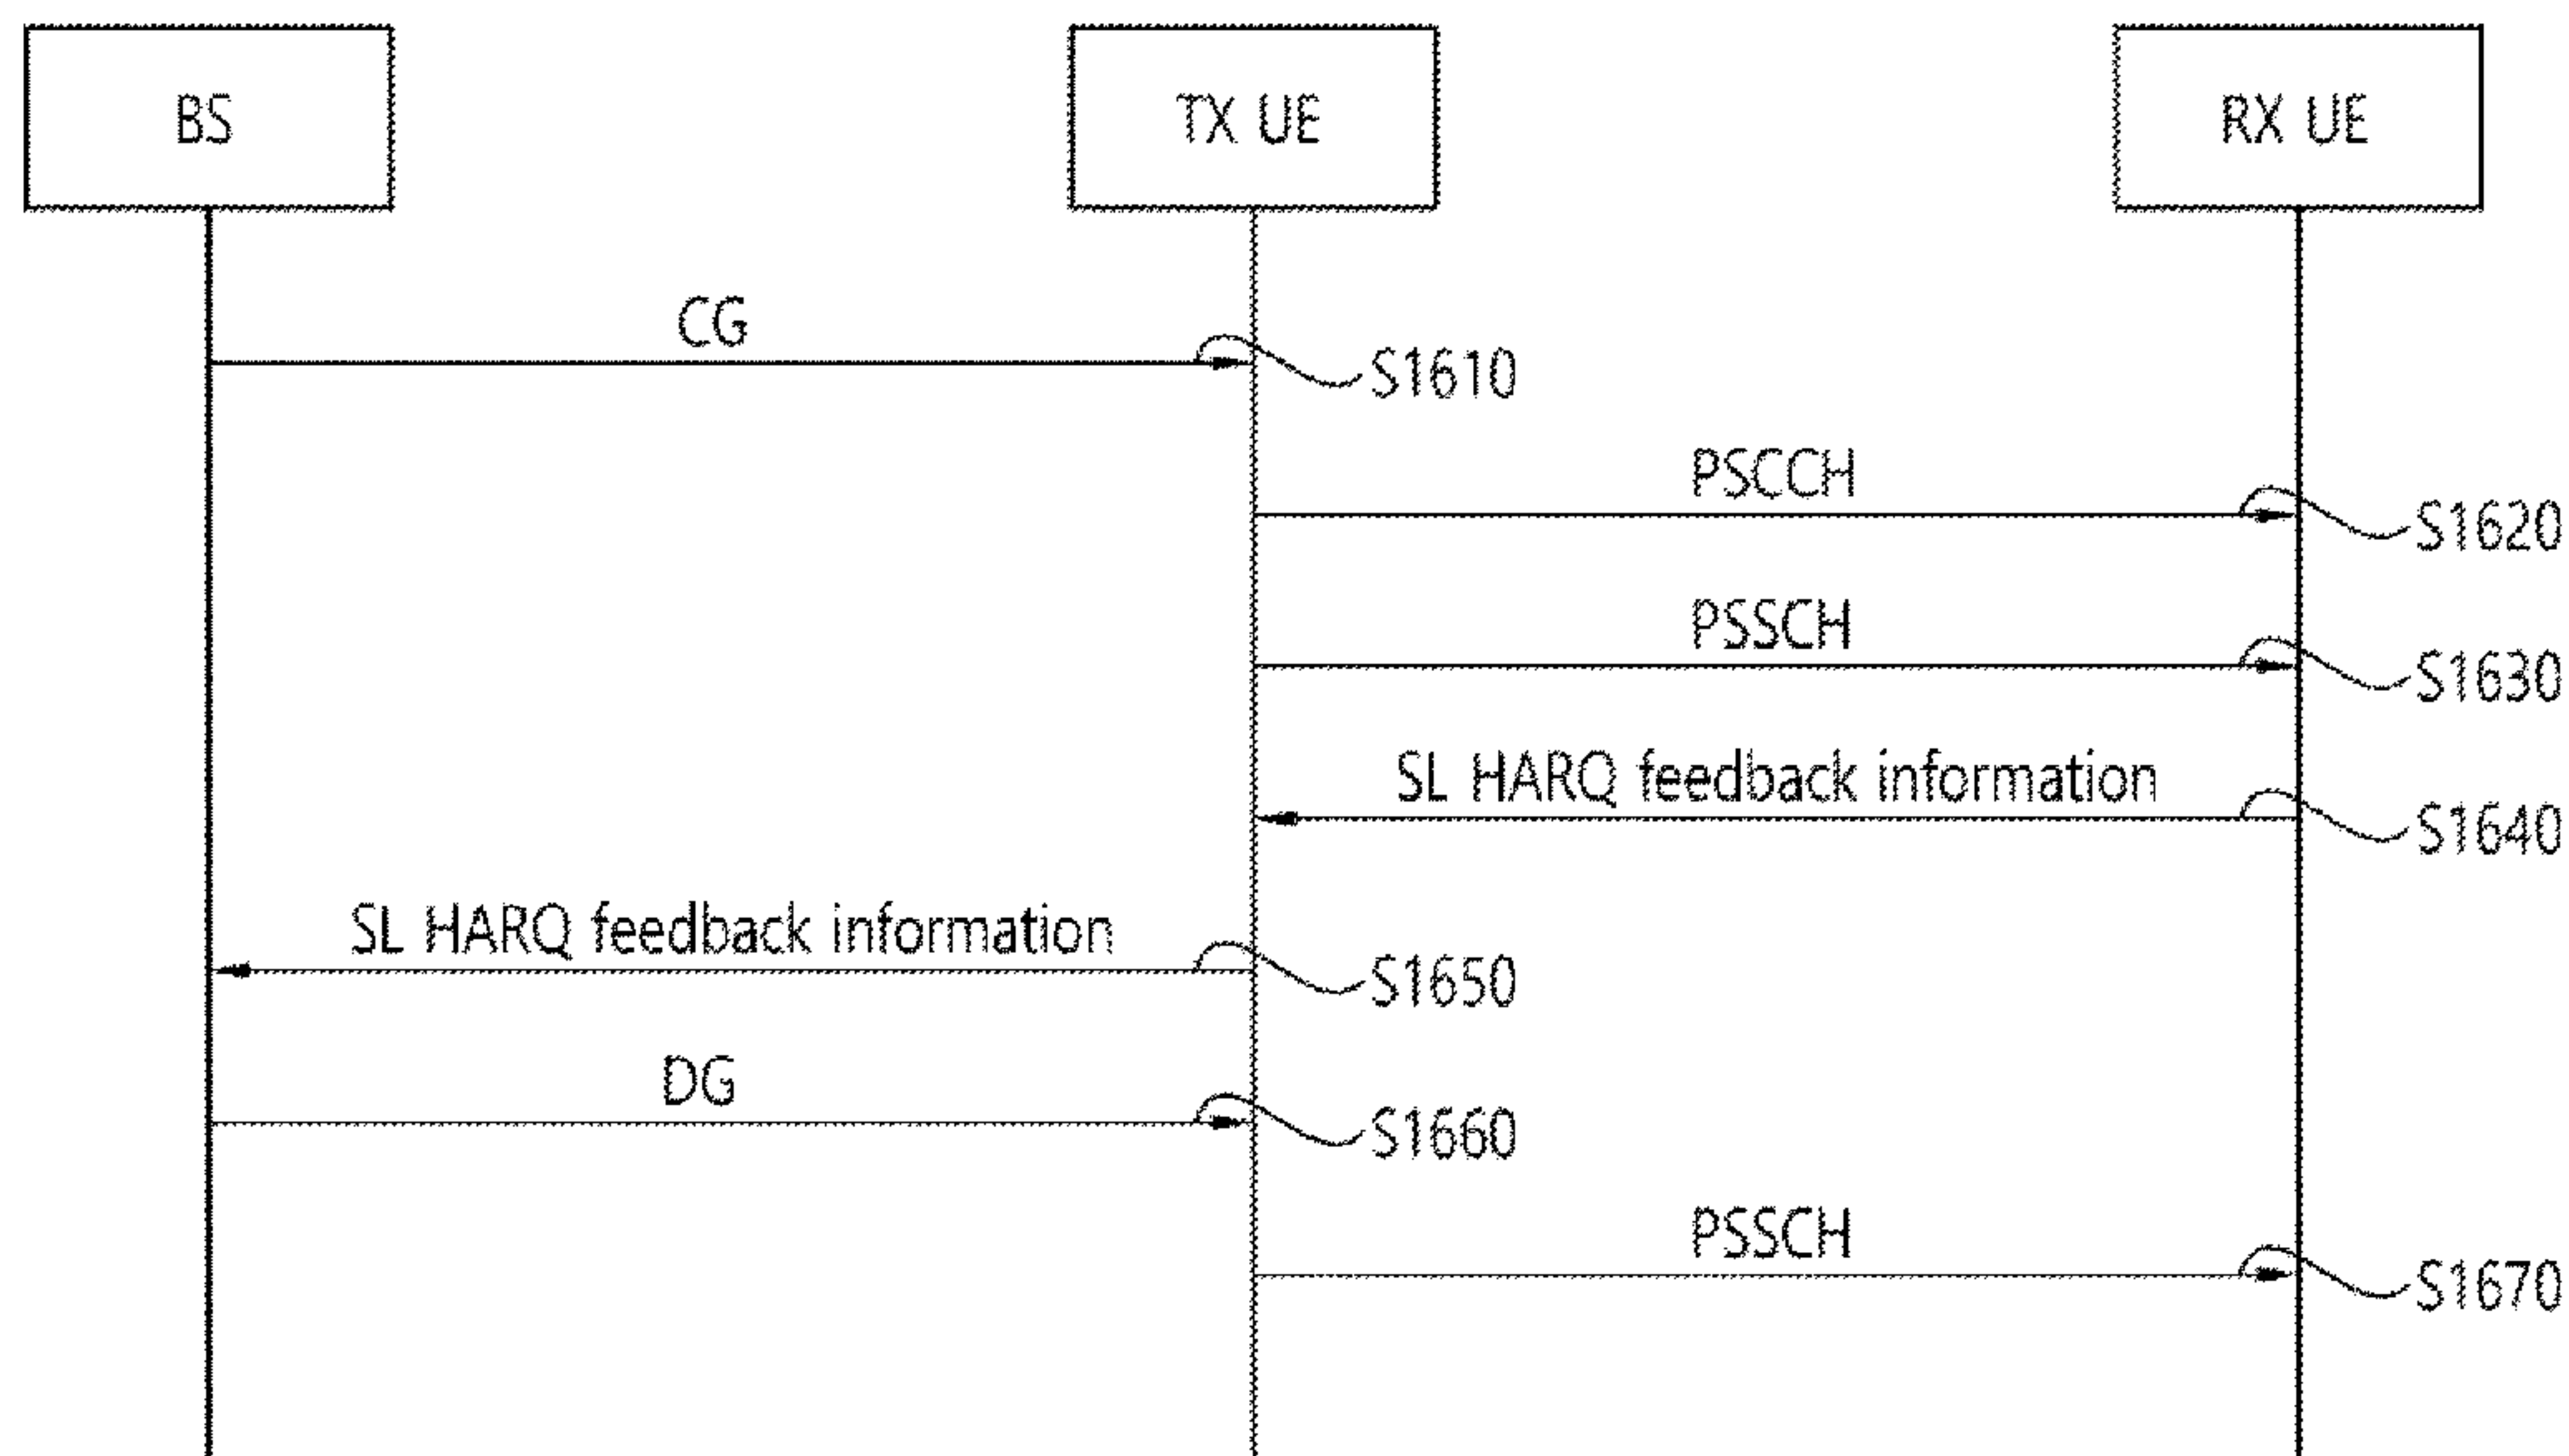 BS
TX UE
RX UE
CG
S1610
PSCCH
S1620
PSSCH
S1630
SL HARQ feedback information
S1640
SL HARQ feedback information
S1650
DG
S1660
PSSCH
S1670